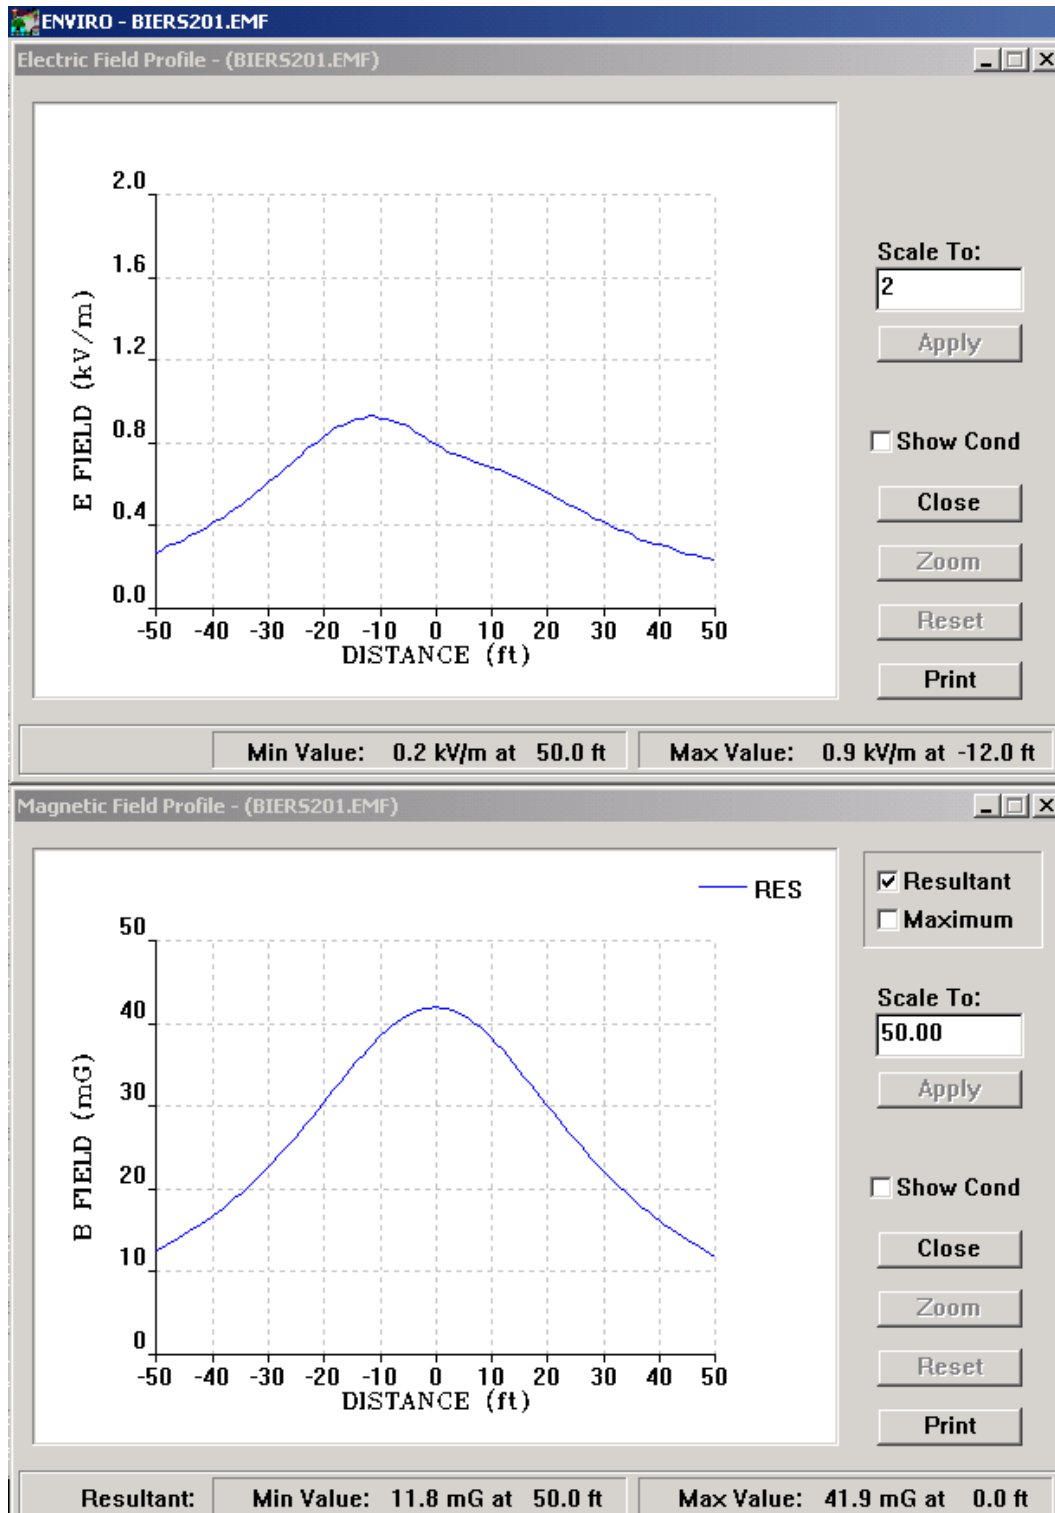 ENVIRO - BIERS201.EMF
Electric Field Profile - (BIERS201.EMF)
2.0
1.6
1.2
0.8
0.4
0.0
E FIELD (kV/m)
-50 -40 -30 -20 -10 0 10 20 30 40 50
DISTANCE (ft)
Scale To:
2
Apply
Show Cond
Close
Zoom
Reset
Print
Min Value: 0.2 kV/m at 50.0 ft Max Value: 0.9 kV/m at -12.0 ft
Magnetic Field Profile - (BIERS201.EMF)
RES
50
40
30
20
10
0
B FIELD (mG)
-50 -40 -30 -20 -10 0 10 20 30 40 50
DISTANCE (ft)
Resultant
Maximum
Scale To:
50.00
Apply
Show Cond
Close
Zoom
Reset
Print
Resultant: Min Value: 11.8 mG at 50.0 ft Max Value: 41.9 mG at 0.0 ft